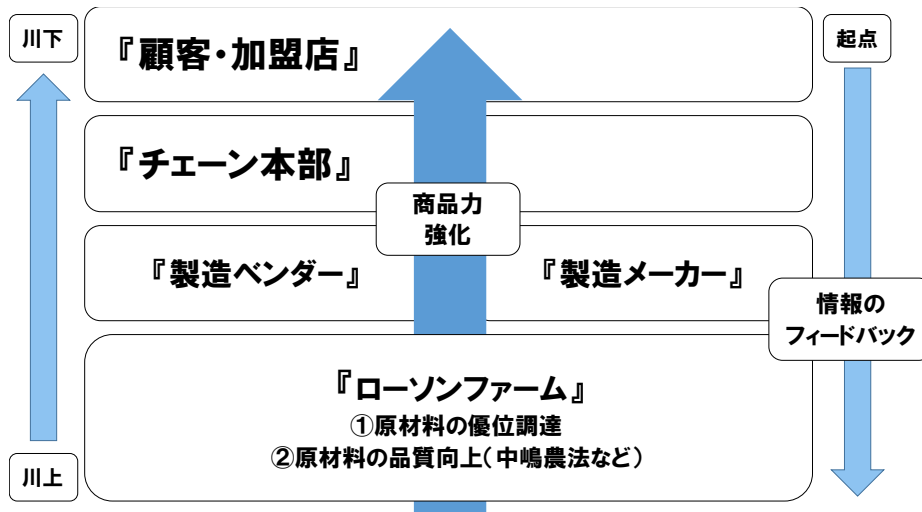 川下
『顧客・加盟店』
起点
『チェーン本部』
商品力
強化
『製造ベンダー』
『製造メーカー』
情報の
フィードバック
『ローソンファーム』
①原材料の優位調達
②原材料の品質向上(中嶋農法など)
川上